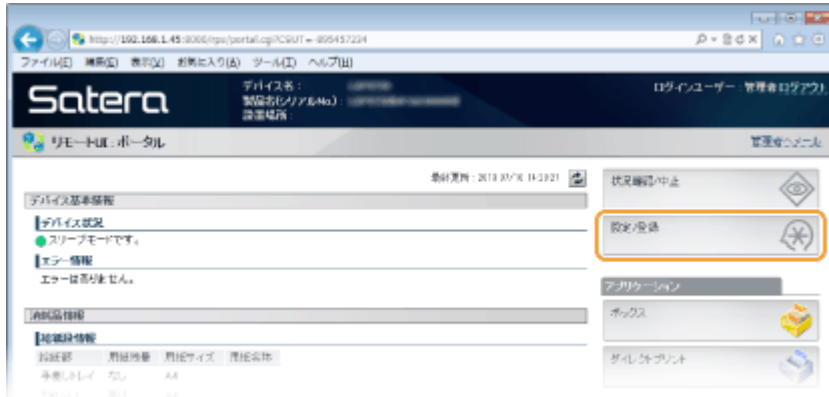 http://192.168.1.45:8000/rps/portal.cgi?CSUT=-895457224
ファイル(E) 編集(E) 表示(V) お気に入り(A) ツール(T) ヘルプ(H)
Satera
デバイス名 :
製品名(シリアルNo.) :
設置場所 :
ログインユーザー : 管理者 ログアウト
リモートUI : ポータル
管理者へメール
最終更新 :
状況確認/中止
デバイス基本情報
デバイス状況
スリープモードです。
設定/登録
エラー情報
エラーはありません。
アプリケーション
消耗品情報
ボックス
給紙段情報
給紙部 用紙残量 用紙サイズ 用紙名称
ダイレクトプリント
手差しトレイ なし A4